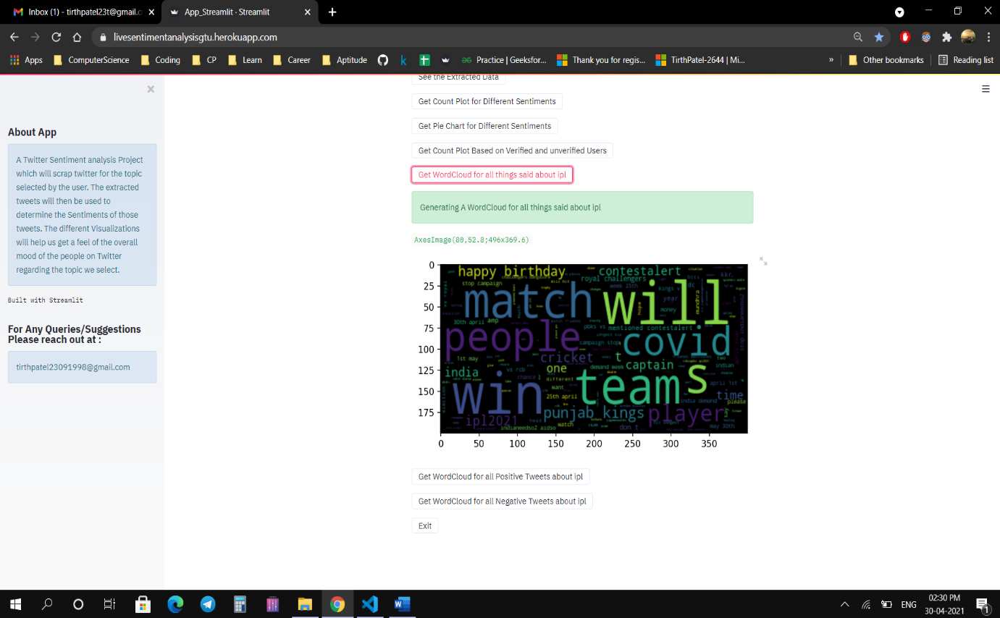 Inbox (1) - tirthpatel23t@gmail.c
App_Streamlit · Streamlit
livesentimentanalysisgtu.herokuapp.com
Apps
ComputerScience
Coding
CP
Learn
Career
Aptitude
k
Practice | Geeksfor...
Thank you for regis...
TirthPatel-2644 | Mi...
»
Other bookmarks
Reading list
About App
A Twitter Sentiment analysis Project
which will scrap twitter for the topic
selected by the user. The extracted
tweets will then be used to
determine the Sentiments of those
tweets. The different Visualizations
will help us get a feel of the overall
mood of the people on Twitter
regarding the topic we select.
Built with Streamlit
For Any Queries/Suggestions
Please reach out at :
tirthpatel23091998@gmail.com
See the Extracted Data
Get Count Plot for Different Sentiments
Get Pie Chart for Different Sentiments
Get Count Plot Based on Verified and unverified Users
Get WordCloud for all things said about ipl
Generating A WordCloud for all things said about ipl
AxesImage(80,52.8;496x369.6)
0
25
50
75
100
125
150
175
happy birthday
contestalert
stop campaign
royal challengers
kkr
match
will
week 25th
kings v
dc
year
money
hope
mundhra
30th april
amp
pbks vs
mentioned contestalert
people
covid
campaign stop
1st may
cricket
t
two
india
vs rcb
one
demand week
captain
indian
s
chance
different
want
win
teams
april 1st
25th april
india demand
time
please
punjab kings
player
say
ipl2021
head
match
indianeedso2 aidso
don t
may 30th
bcci
0
50
100
150
200
250
300
350
Get WordCloud for all Positive Tweets about ipl
Get WordCloud for all Negative Tweets about ipl
Exit
ENG
02:30 PM
30-04-2021
1